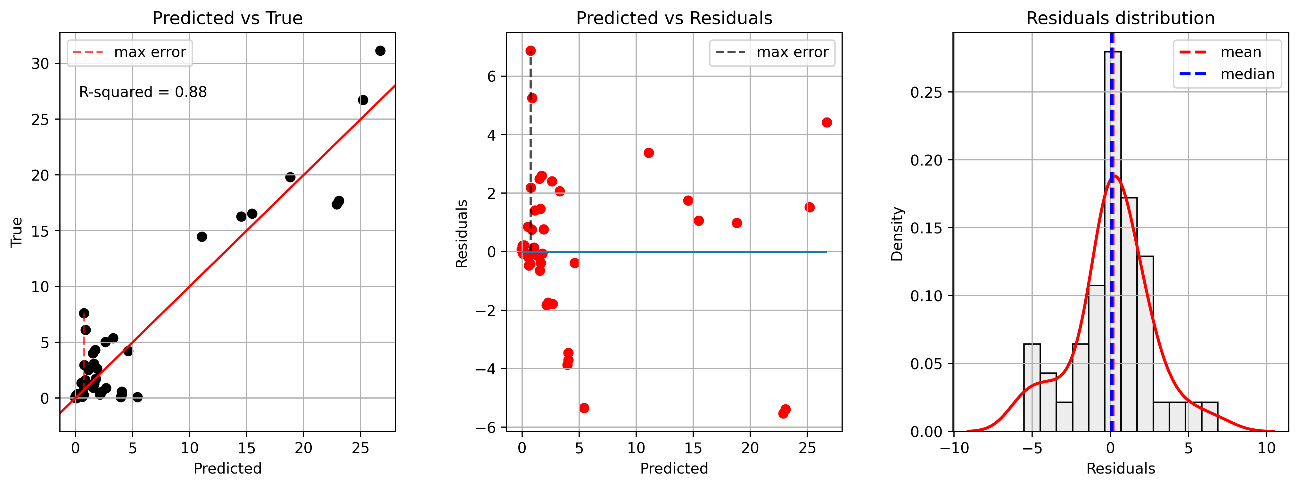 Predicted vs True
max error
R-squared = 0.88
30
25
20
15
10
5
0
True
0 5 10 15 20 25
Predicted
Predicted vs Residuals
max error
6
4
2
0
−2
−4
−6
Residuals
0 5 10 15 20 25
Predicted
Residuals distribution
mean
median
0.25
0.20
0.15
0.10
0.05
0.00
Density
−10 −5 0 5 10
Residuals